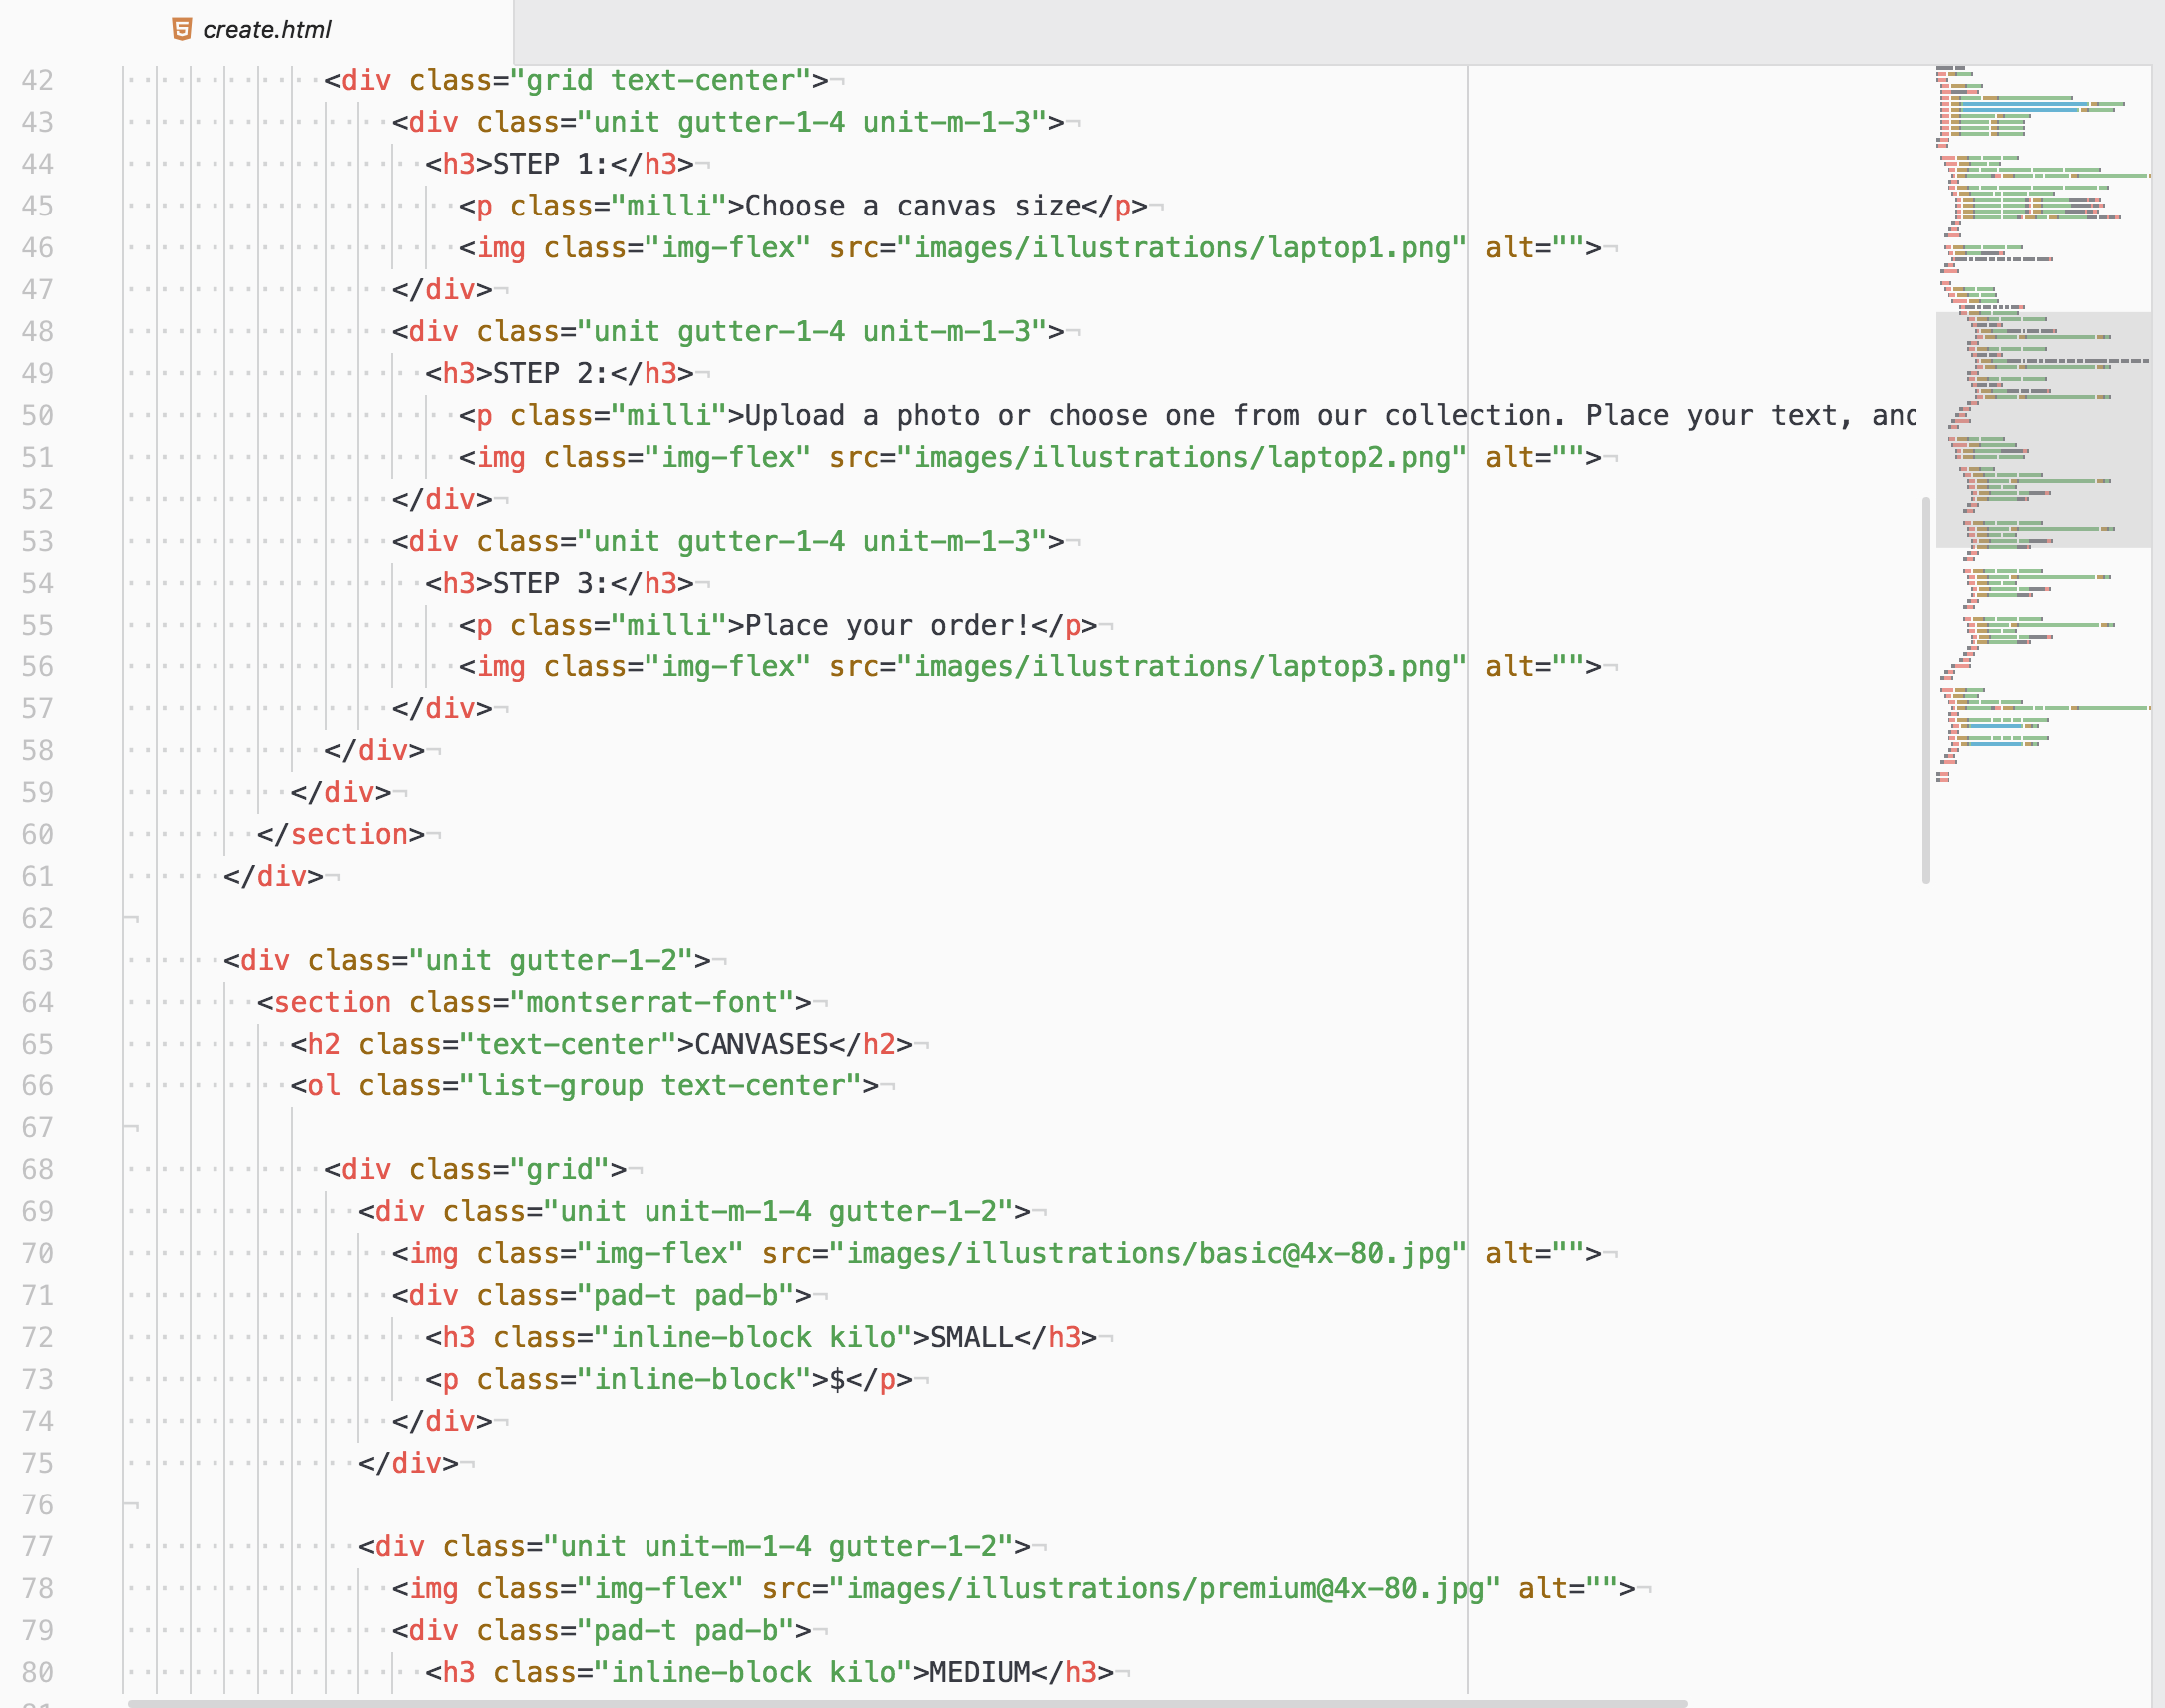 create.html
42 <div class="grid text-center">
43 <div class="unit gutter-1-4 unit-m-1-3">
44 <h3>STEP 1:</h3>
45 <p class="milli">Choose a canvas size</p>
46 <img class="img-flex" src="images/illustrations/laptop1.png" alt="">
47 </div>
48 <div class="unit gutter-1-4 unit-m-1-3">
49 <h3>STEP 2:</h3>
50 <p class="milli">Upload a photo or choose one from our collection. Place your text, and
51 <img class="img-flex" src="images/illustrations/laptop2.png" alt="">
52 </div>
53 <div class="unit gutter-1-4 unit-m-1-3">
54 <h3>STEP 3:</h3>
55 <p class="milli">Place your order!</p>
56 <img class="img-flex" src="images/illustrations/laptop3.png" alt="">
57 </div>
58 </div>
59 </div>
60 </section>
61 </div>
62
63 <div class="unit gutter-1-2">
64 <section class="montserrat-font">
65 <h2 class="text-center">CANVASES</h2>
66 <ol class="list-group text-center">
67
68 <div class="grid">
69 <div class="unit unit-m-1-4 gutter-1-2">
70 <img class="img-flex" src="images/illustrations/basic@4x-80.jpg" alt="">
71 <div class="pad-t pad-b">
72 <h3 class="inline-block kilo">SMALL</h3>
73 <p class="inline-block">$</p>
74 </div>
75 </div>
76
77 <div class="unit unit-m-1-4 gutter-1-2">
78 <img class="img-flex" src="images/illustrations/premium@4x-80.jpg" alt="">
79 <div class="pad-t pad-b">
80 <h3 class="inline-block kilo">MEDIUM</h3>